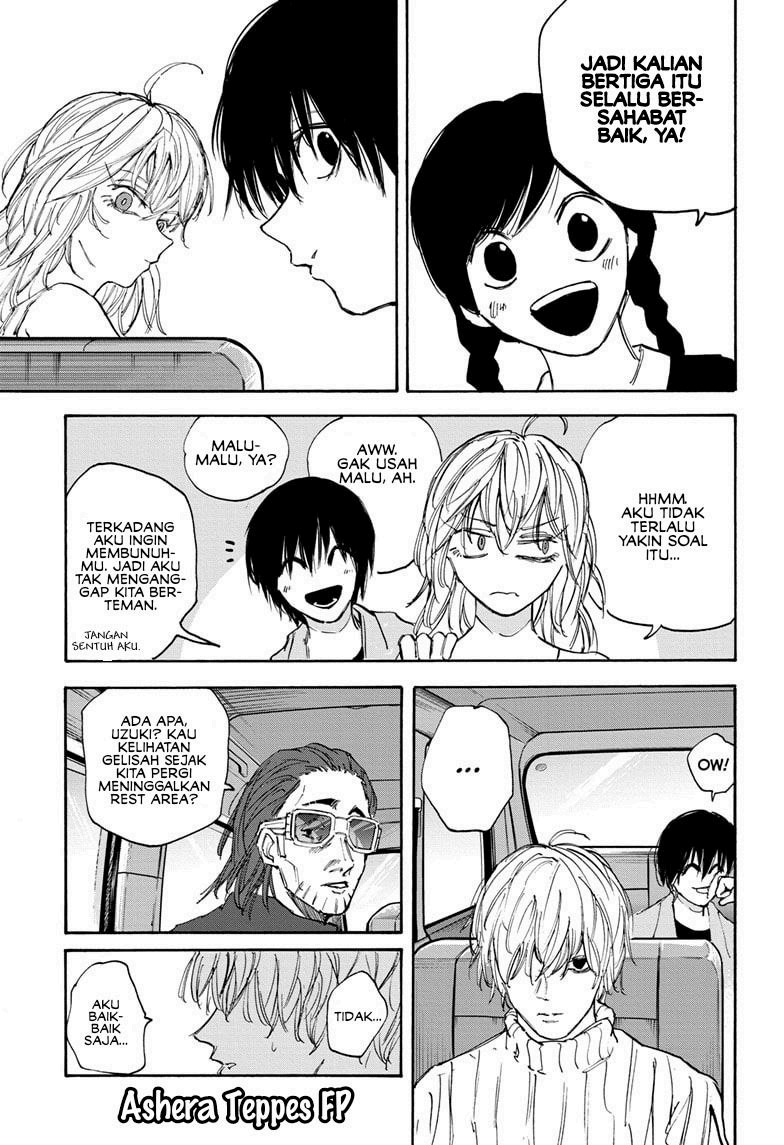 JADI KALIAN
BERTIGA ITU
SELALU BER-
SAHABAT
BAIK, YA!
HHMM.
AKU TIDAK
TERLALU
YAKIN SOAL
ITU...
AWW.
GAK USAH
MALU, AH.
MALU-
MALU, YA?
TERKADANG
AKU INGIN
MEMBUNUH-
MU. JADI AKU
TAK MENGANG-
GAP KITA BER-
TEMAN.
JANGAN
SENTUH AKU.
OW!
...
ADA APA,
UZUKI? KAU
KELIHATAN
GELISAH SEJAK
KITA PERGI
MENINGGALKAN
REST AREA?
TIDAK...
AKU
BAIK-
BAIK
SAJA...
Ashera Teppes FP